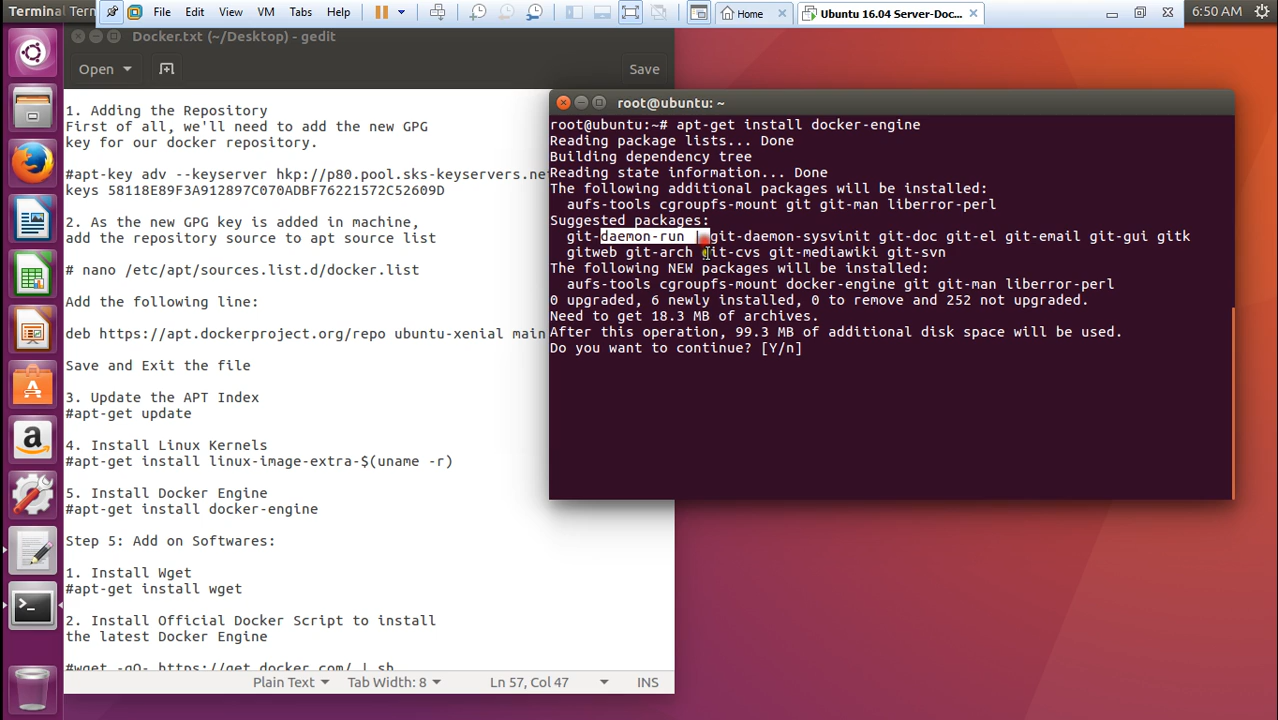 Terminal Term File Edit View VM Tabs Help Home Ubuntu 16.04 Server-Doc... 6:50 AM
Docker.txt (~/Desktop) - gedit
Open Save
1. Adding the Repository
First of all, we'll need to add the new GPG
key for our docker repository.
#apt-key adv --keyserver hkp://p80.pool.sks-keyservers.ne
keys 58118E89F3A912897C070ADBF76221572C52609D
2. As the new GPG key is added in machine,
add the repository source to apt source list
# nano /etc/apt/sources.list.d/docker.list
Add the following line:
deb https://apt.dockerproject.org/repo ubuntu-xenial main
Save and Exit the file
3. Update the APT Index
#apt-get update
4. Install Linux Kernels
#apt-get install linux-image-extra-$(uname -r)
5. Install Docker Engine
#apt-get install docker-engine
Step 5: Add on Softwares:
1. Install Wget
#apt-get install wget
2. Install Official Docker Script to install
the latest Docker Engine
#wget -qO- https://get.docker.com/ | sh
Plain Text Tab Width: 8 Ln 57, Col 47 INS
root@ubuntu: ~
root@ubuntu:~# apt-get install docker-engine
Reading package lists... Done
Building dependency tree
Reading state information... Done
The following additional packages will be installed:
aufs-tools cgroupfs-mount git git-man liberror-perl
Suggested packages:
git-daemon-run | git-daemon-sysvinit git-doc git-el git-email git-gui gitk
gitweb git-arch git-cvs git-mediawiki git-svn
The following NEW packages will be installed:
aufs-tools cgroupfs-mount docker-engine git git-man liberror-perl
0 upgraded, 6 newly installed, 0 to remove and 252 not upgraded.
Need to get 18.3 MB of archives.
After this operation, 99.3 MB of additional disk space will be used.
Do you want to continue? [Y/n]